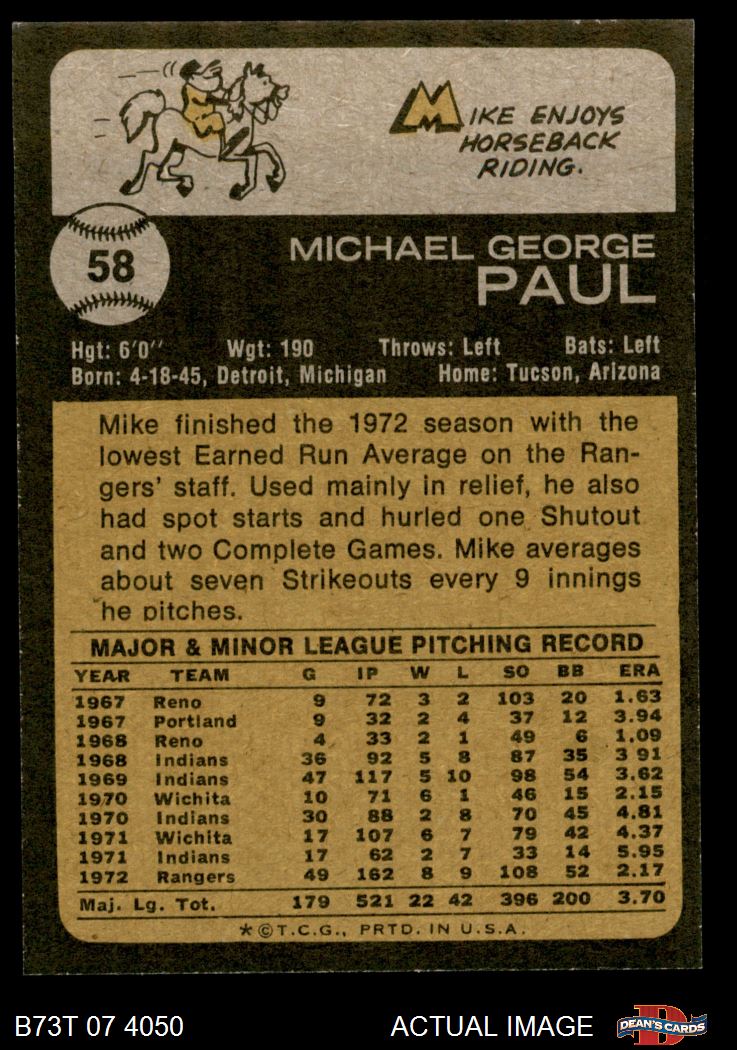 MIKE ENJOYS
HORSEBACK
RIDING.
58
MICHAEL GEORGE
PAUL
Hgt: 6'0" Wgt: 190 Throws: Left Bats: Left
Born: 4-18-45, Detroit, Michigan Home: Tucson, Arizona
Mike finished the 1972 season with the
lowest Earned Run Average on the Ran-
gers' staff. Used mainly in relief, he also
had spot starts and hurled one Shutout
and two Complete Games. Mike averages
about seven Strikeouts every 9 innings
he pitches.
MAJOR & MINOR LEAGUE PITCHING RECORD
YEAR TEAM G IP W L SO BB ERA
1967 Reno 9 72 3 2 103 20 1.63
1967 Portland 9 32 2 4 37 12 3.94
1968 Reno 4 33 2 1 49 6 1.09
1968 Indians 36 92 5 8 87 35 3 91
1969 Indians 47 117 5 10 98 54 3.62
1970 Wichita 10 71 6 1 46 15 2.15
1970 Indians 30 88 2 8 70 45 4.81
1971 Wichita 17 107 6 7 79 42 4.37
1971 Indians 17 62 2 7 33 14 5.95
1972 Rangers 49 162 8 9 108 52 2.17
Maj. Lg. Tot. 179 521 22 42 396 200 3.70
*©T.C.G., PRTD. IN U.S.A.
B73T 07 4050 ACTUAL IMAGE
D
DEAN'S CARDS